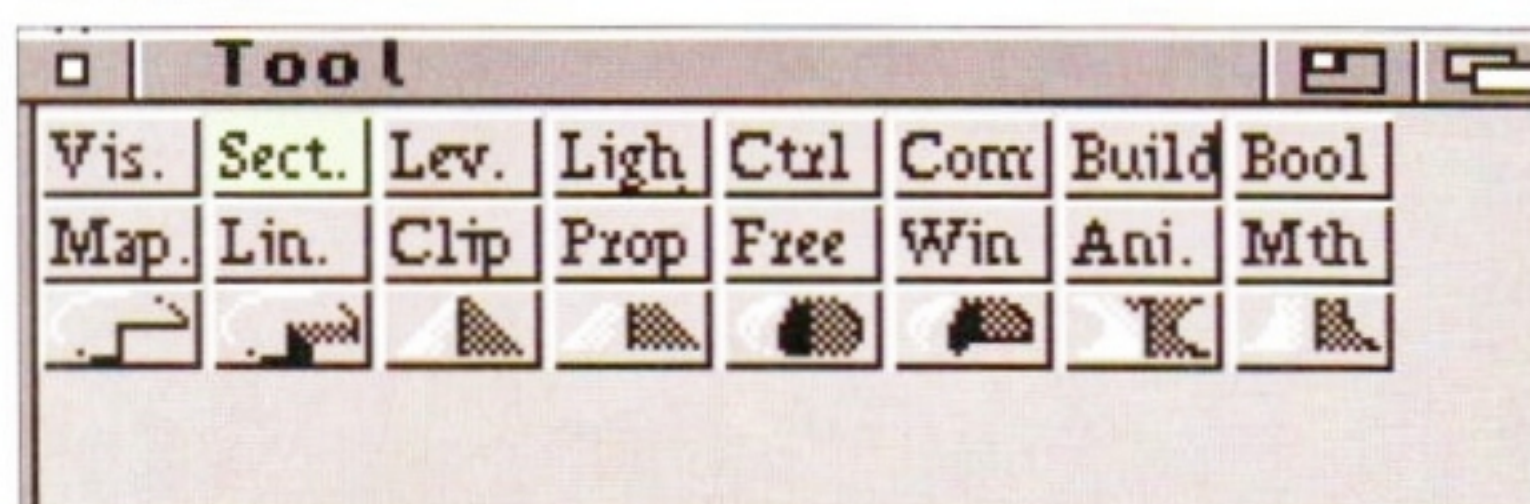 Tool
Vis. Sect. Lev. Ligh Ctrl Com Build Bool
Map. Lin. Clip Prop Free Win Ani. Mth